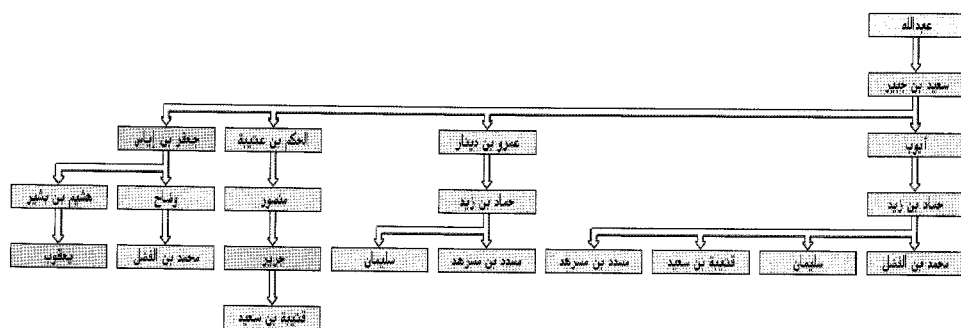 عبدالله
سعيد بن جبير
جعفر بن إياس
الحكم بن عتيبة
عمرو بن دينار
أيوب
هشيم بن بشير
وضاح
منصور
حماد بن زيد
حماد بن زيد
يعقوب
محمد بن الفضل
جرير
سليمان
مسدد بن مسرهد
مسدد بن مسرهد
قتيبة بن سعيد
سليمان
محمد بن الفضل
قتيبة بن سعيد